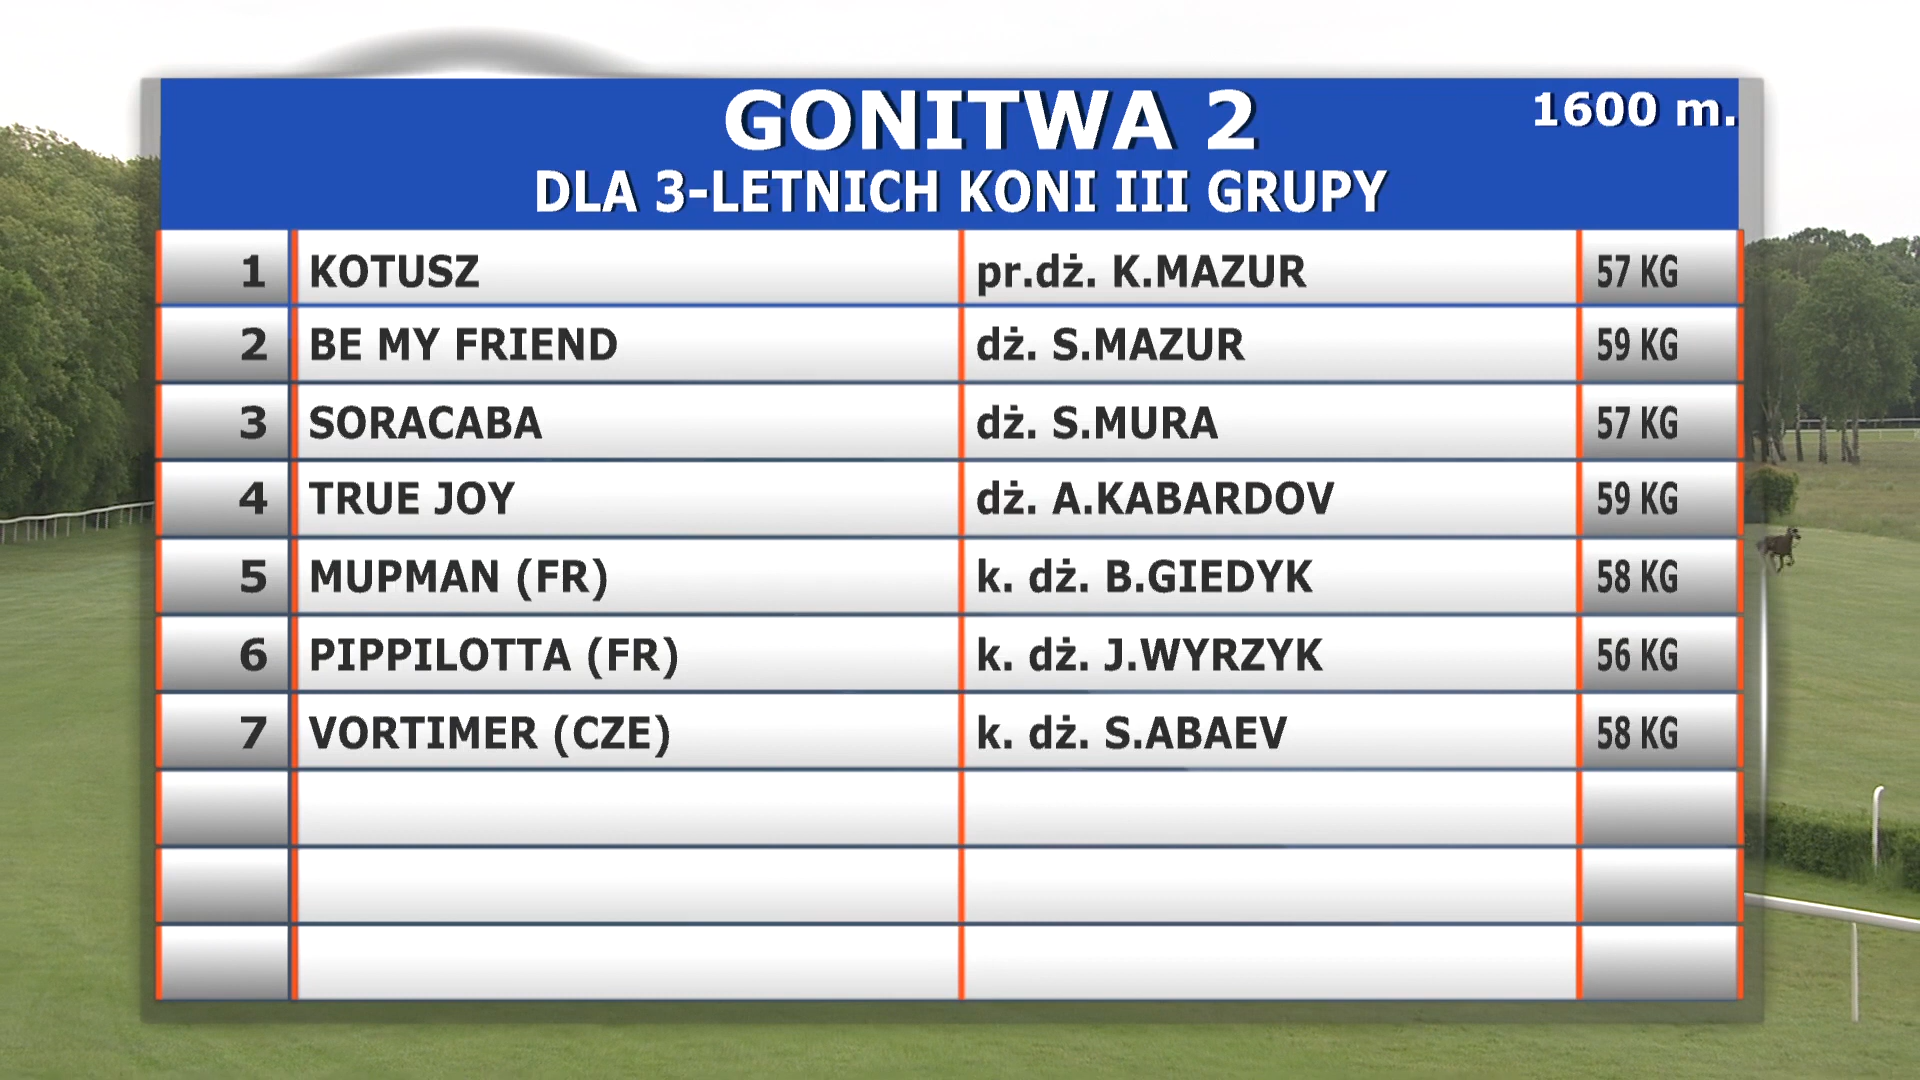 GONITWA 2
1600 m.
DLA 3-LETNICH KONI III GRUPY
1 KOTUSZ pr.dż. K.MAZUR 57 KG
2 BE MY FRIEND dż. S.MAZUR 59 KG
3 SORACABA dż. S.MURA 57 KG
4 TRUE JOY dż. A.KABARDOV 59 KG
5 MUPMAN (FR) k. dż. B.GIEDYK 58 KG
6 PIPPILOTTA (FR) k. dż. J.WYRZYK 56 KG
7 VORTIMER (CZE) k. dż. S.ABAEV 58 KG